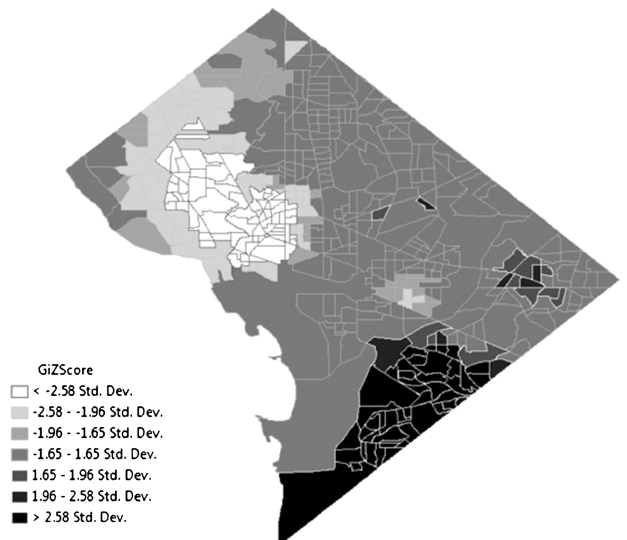 GiZScore
< -2.58 Std. Dev.
-2.58 - -1.96 Std. Dev.
-1.96 - -1.65 Std. Dev.
-1.65 - 1.65 Std. Dev.
1.65 - 1.96 Std. Dev.
1.96 - 2.58 Std. Dev.
> 2.58 Std. Dev.